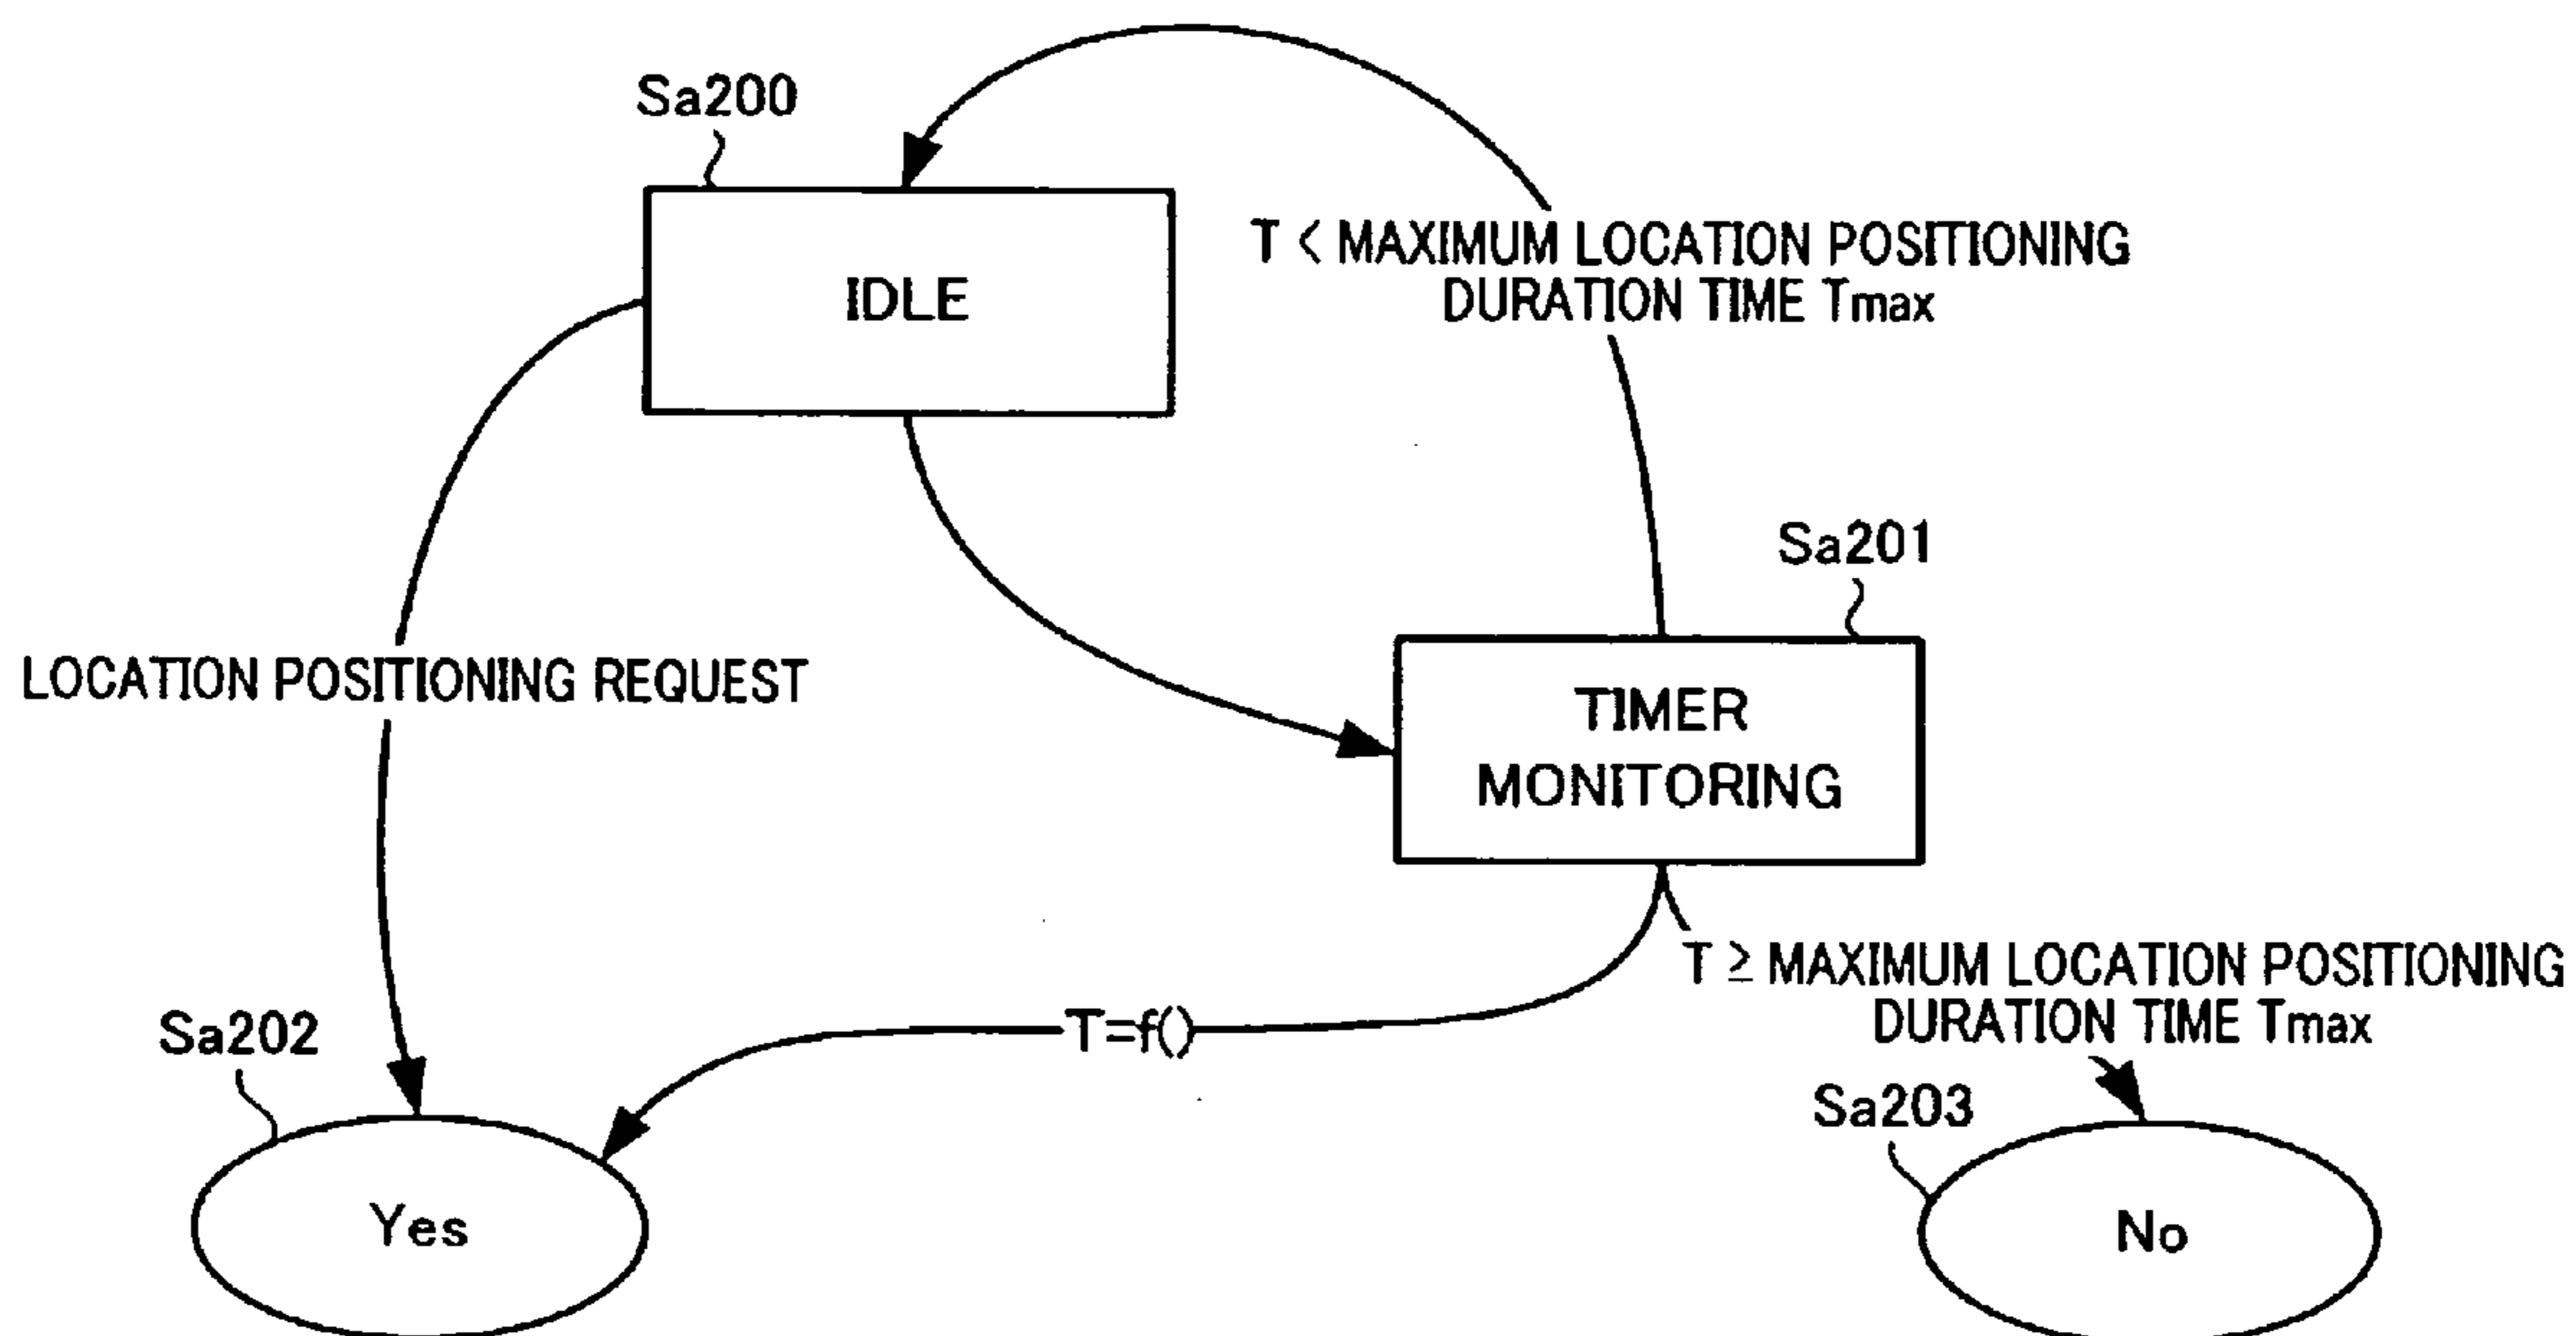 Sa200
IDLE
T < MAXIMUM LOCATION POSITIONING
DURATION TIME Tmax
Sa201
LOCATION POSITIONING REQUEST
TIMER
MONITORING
T ≥ MAXIMUM LOCATION POSITIONING
DURATION TIME Tmax
T=f()
Sa202
Sa203
Yes
No